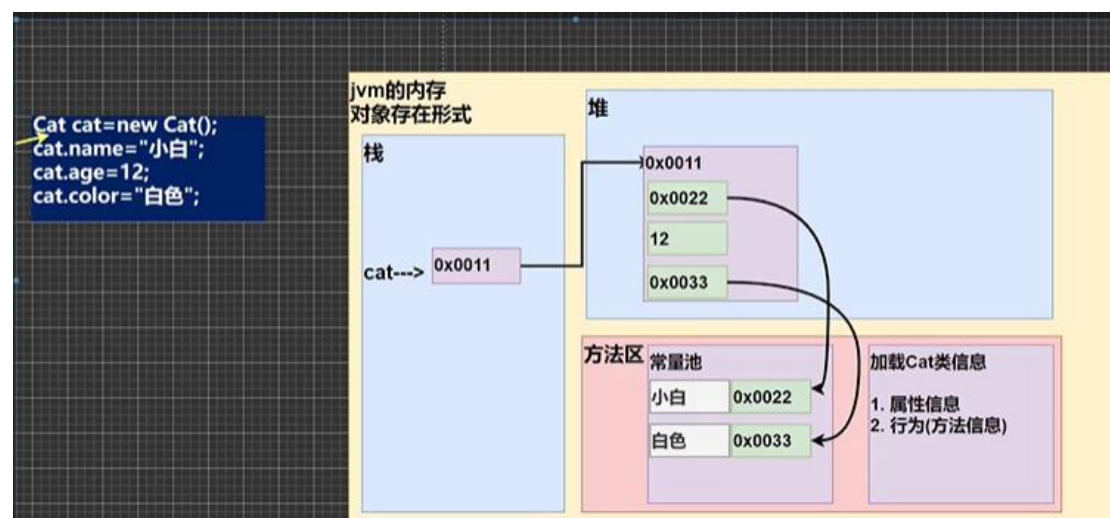 Cat cat=new Cat();
cat.name="小白";
cat.age=12;
cat.color="白色";
jvm的内存
对象存在形式
栈
cat--->
0x0011
堆
0x0011
0x0022
12
0x0033
方法区
常量池
小白
0x0022
白色
0x0033
加载Cat类信息
1. 属性信息
2. 行为(方法信息)